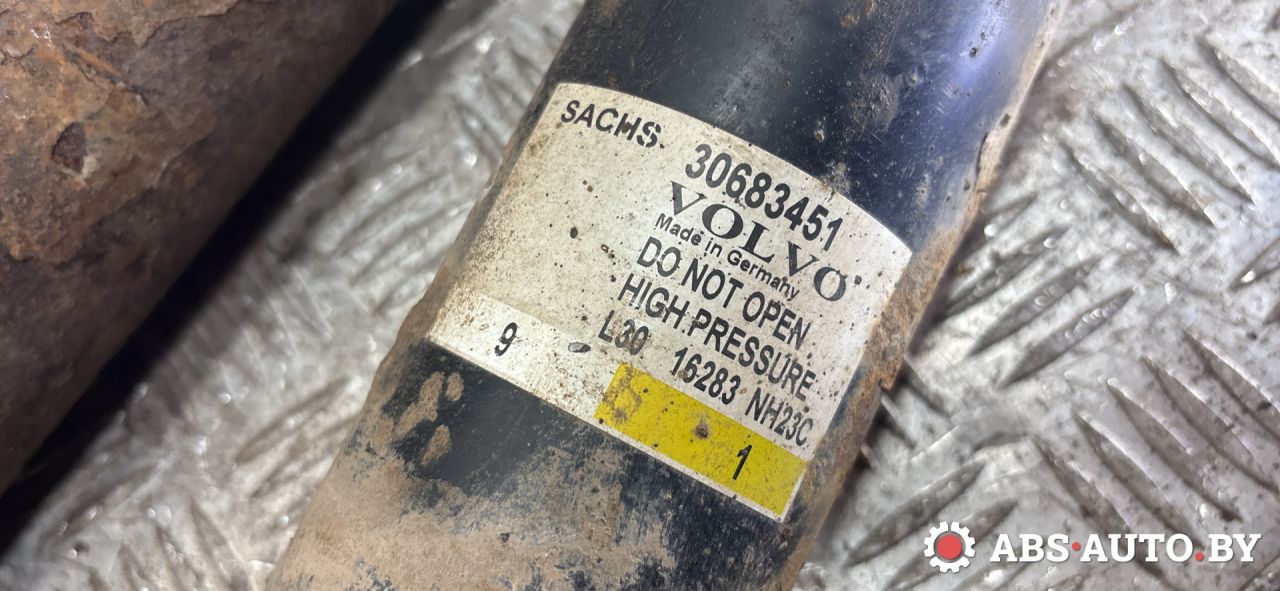 SACHS
30683451
VOLVO
Made in Germany
DO NOT OPEN
HIGH PRESSURE
L30 16283 NH23C
9
1
ABS·AUTO.BY